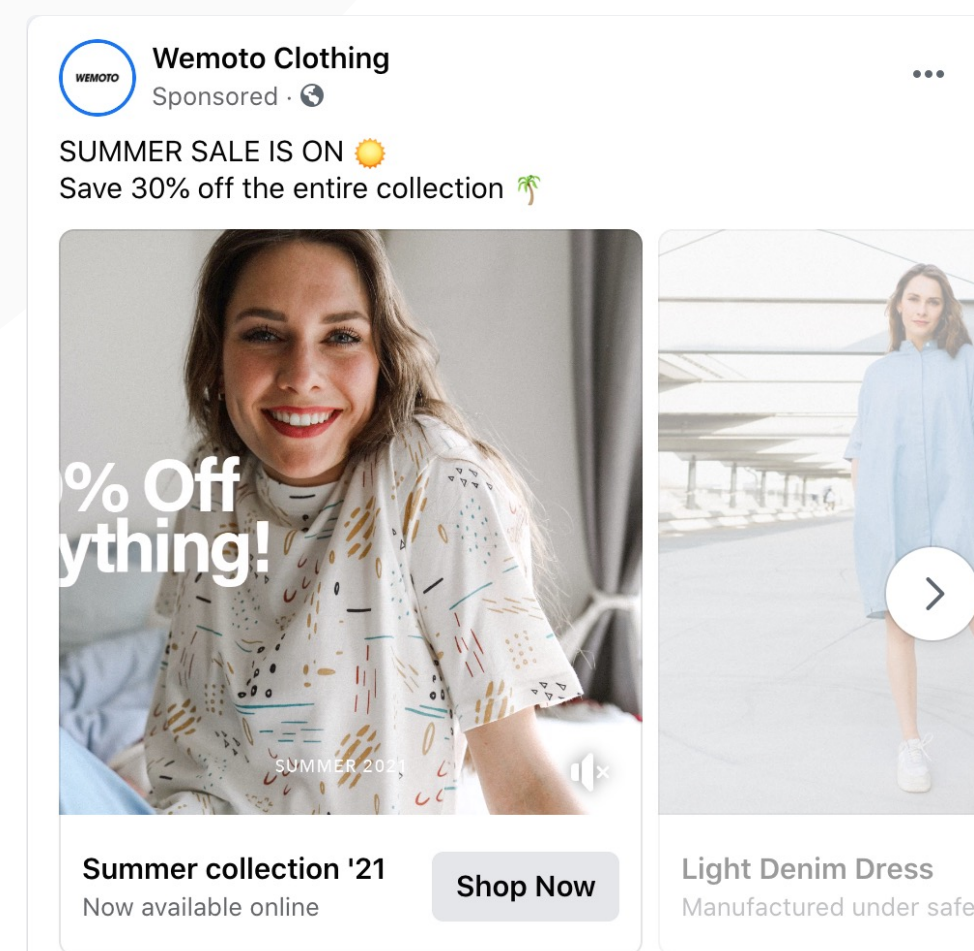 WEMOTO
Wemoto Clothing
Sponsored ·
SUMMER SALE IS ON ☀️
Save 30% off the entire collection 🌴
% Off
ything!
SUMMER 2021
Summer collection '21
Now available online
Shop Now
Light Denim Dress
Manufactured under safe